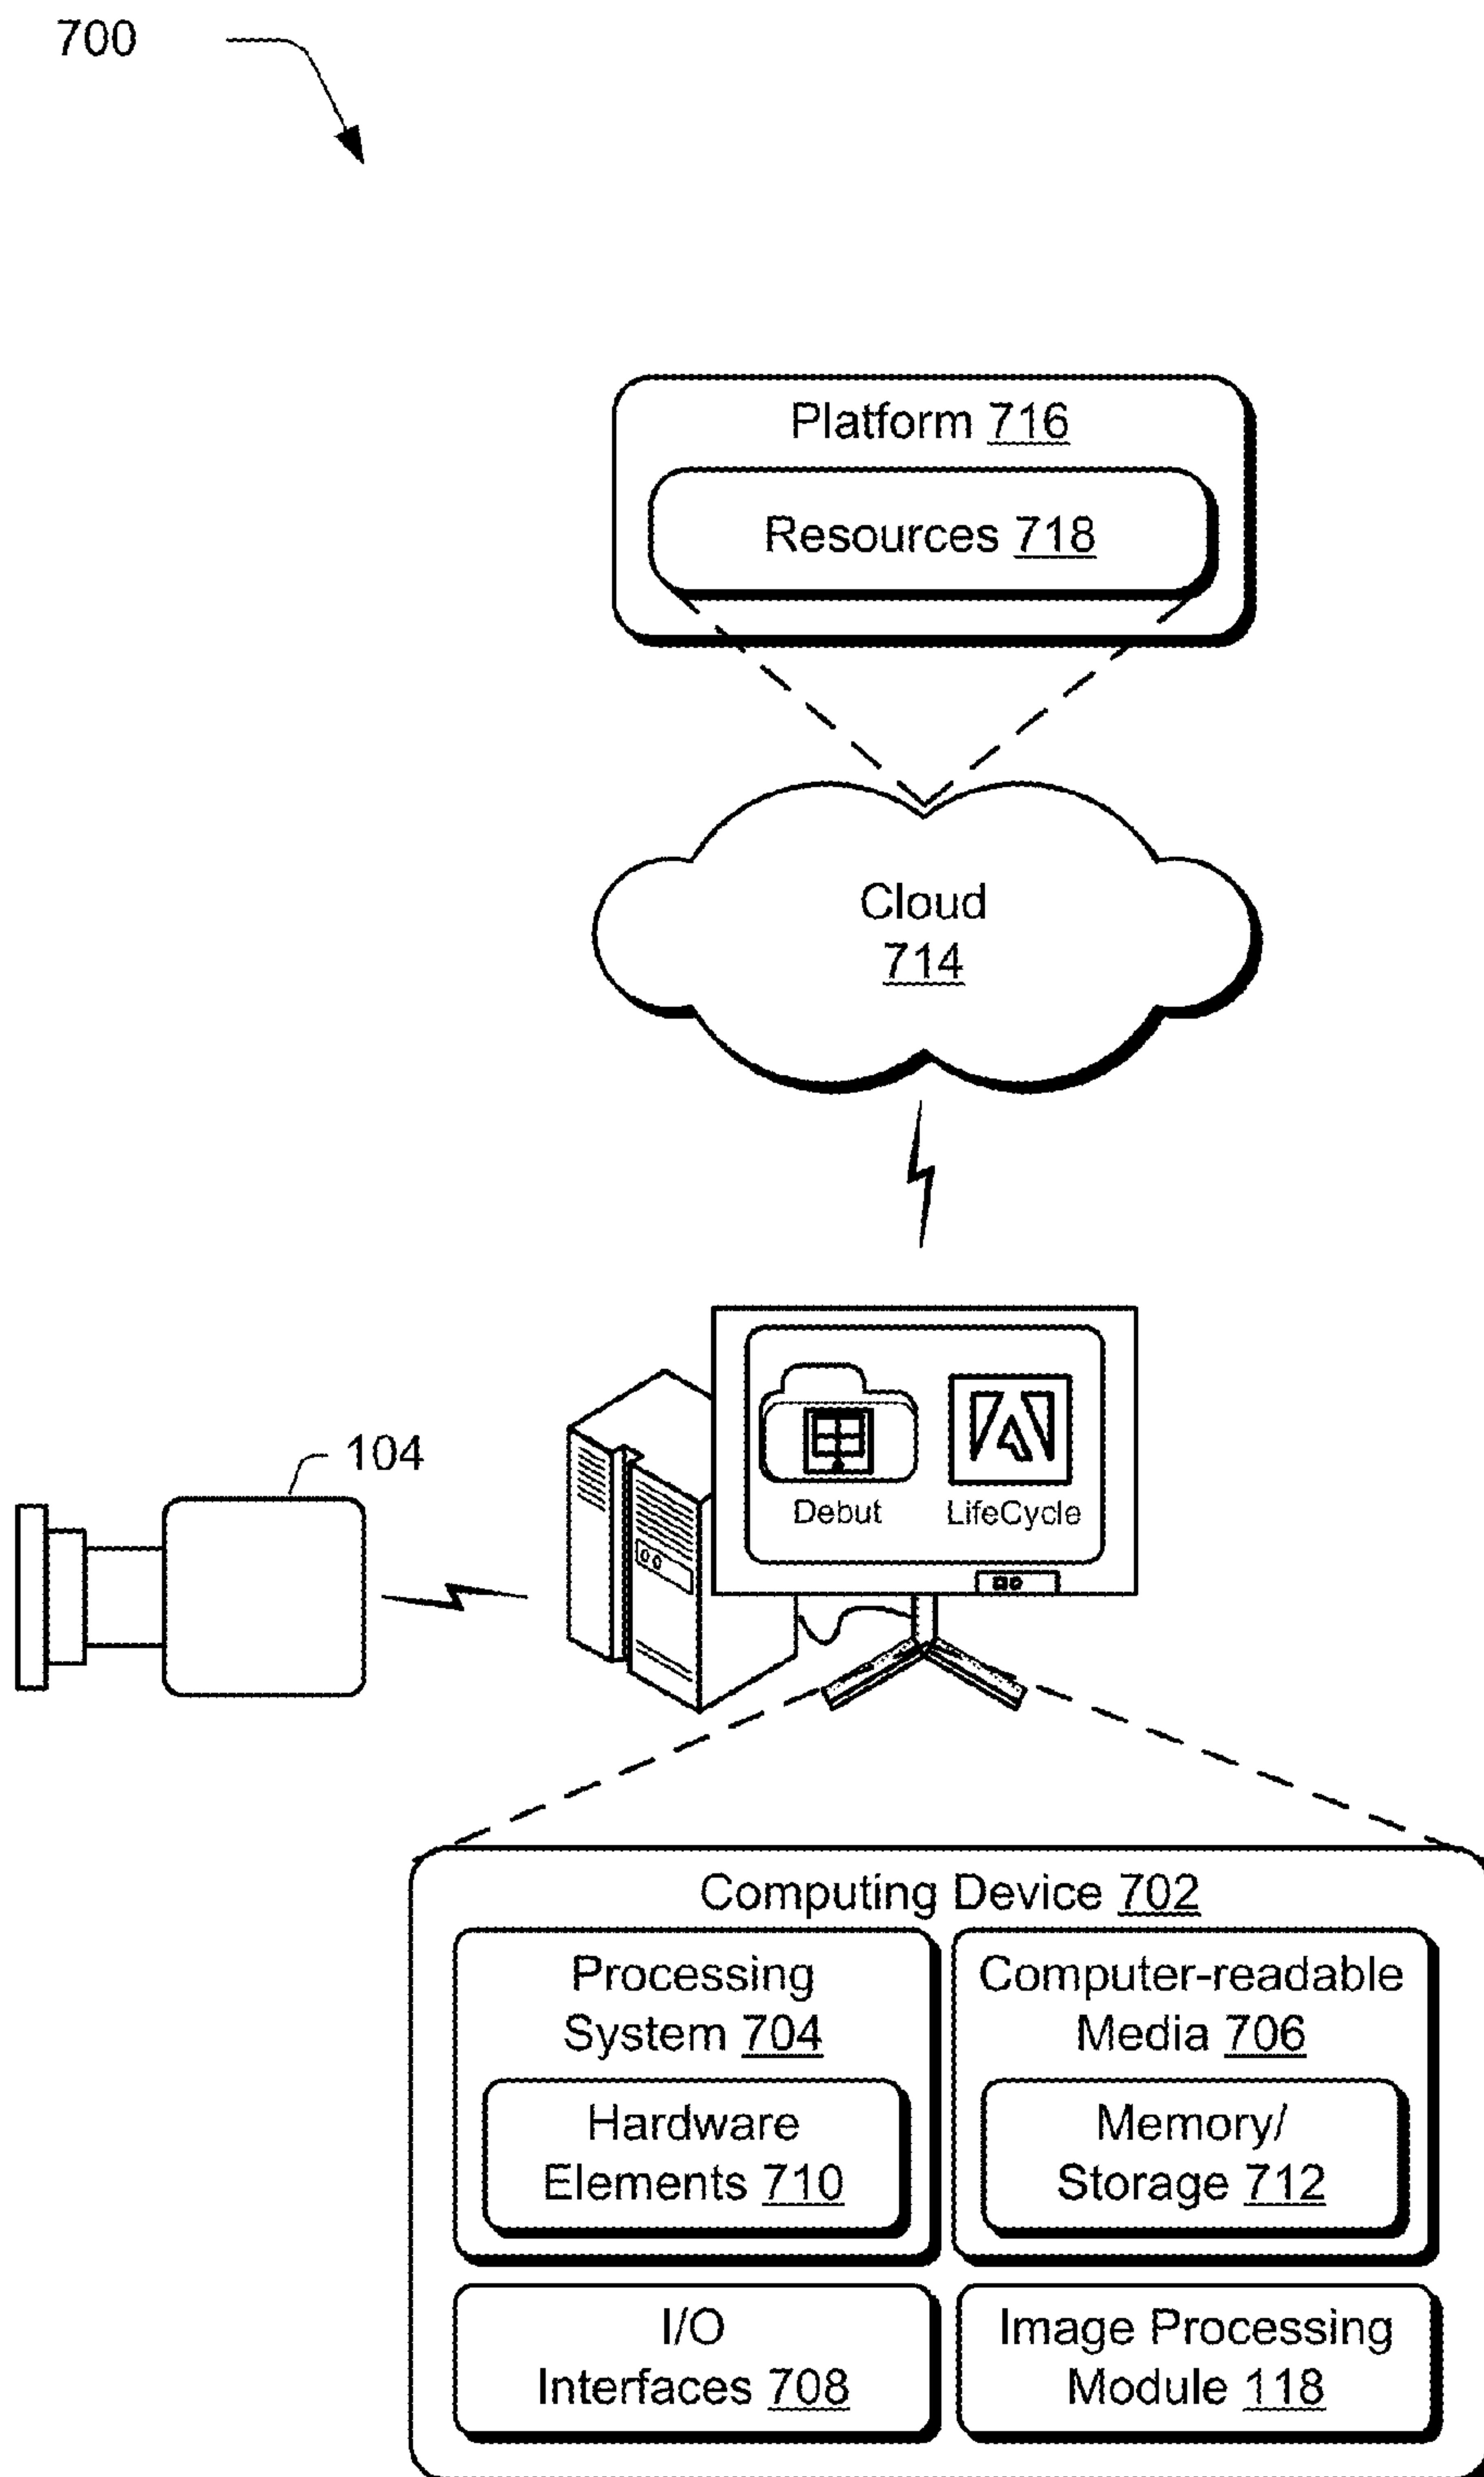 700
Platform 716
Resources 718
Cloud
714
104
Debut
LifeCycle
Computing Device 702
Processing
System 704
Hardware
Elements 710
Computer-readable
Media 706
Memory/
Storage 712
I/O
Interfaces 708
Image Processing
Module 118